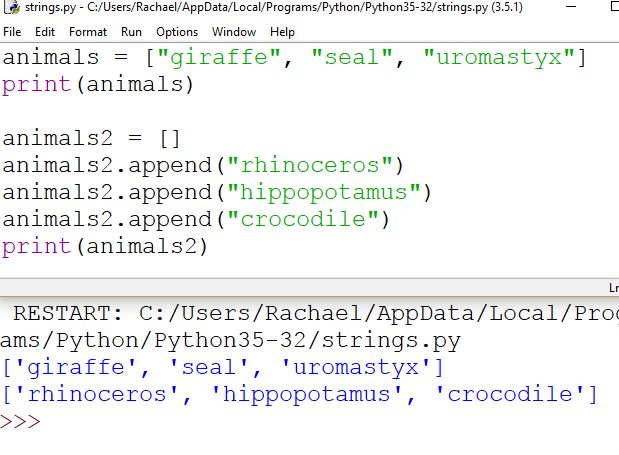 strings.py - C:/Users/Rachael/AppData/Local/Programs/Python/Python35-32/strings.py (3.5.1)
File Edit Format Run Options Window Help
animals = ["giraffe", "seal", "uromastyx"]
print(animals)
animals2 = []
animals2.append("rhinoceros")
animals2.append("hippopotamus")
animals2.append("crocodile")
print(animals2)
Ln
RESTART: C:/Users/Rachael/AppData/Local/Prog
ams/Python/Python35-32/strings.py
['giraffe', 'seal', 'uromastyx']
['rhinoceros', 'hippopotamus', 'crocodile']
>>>